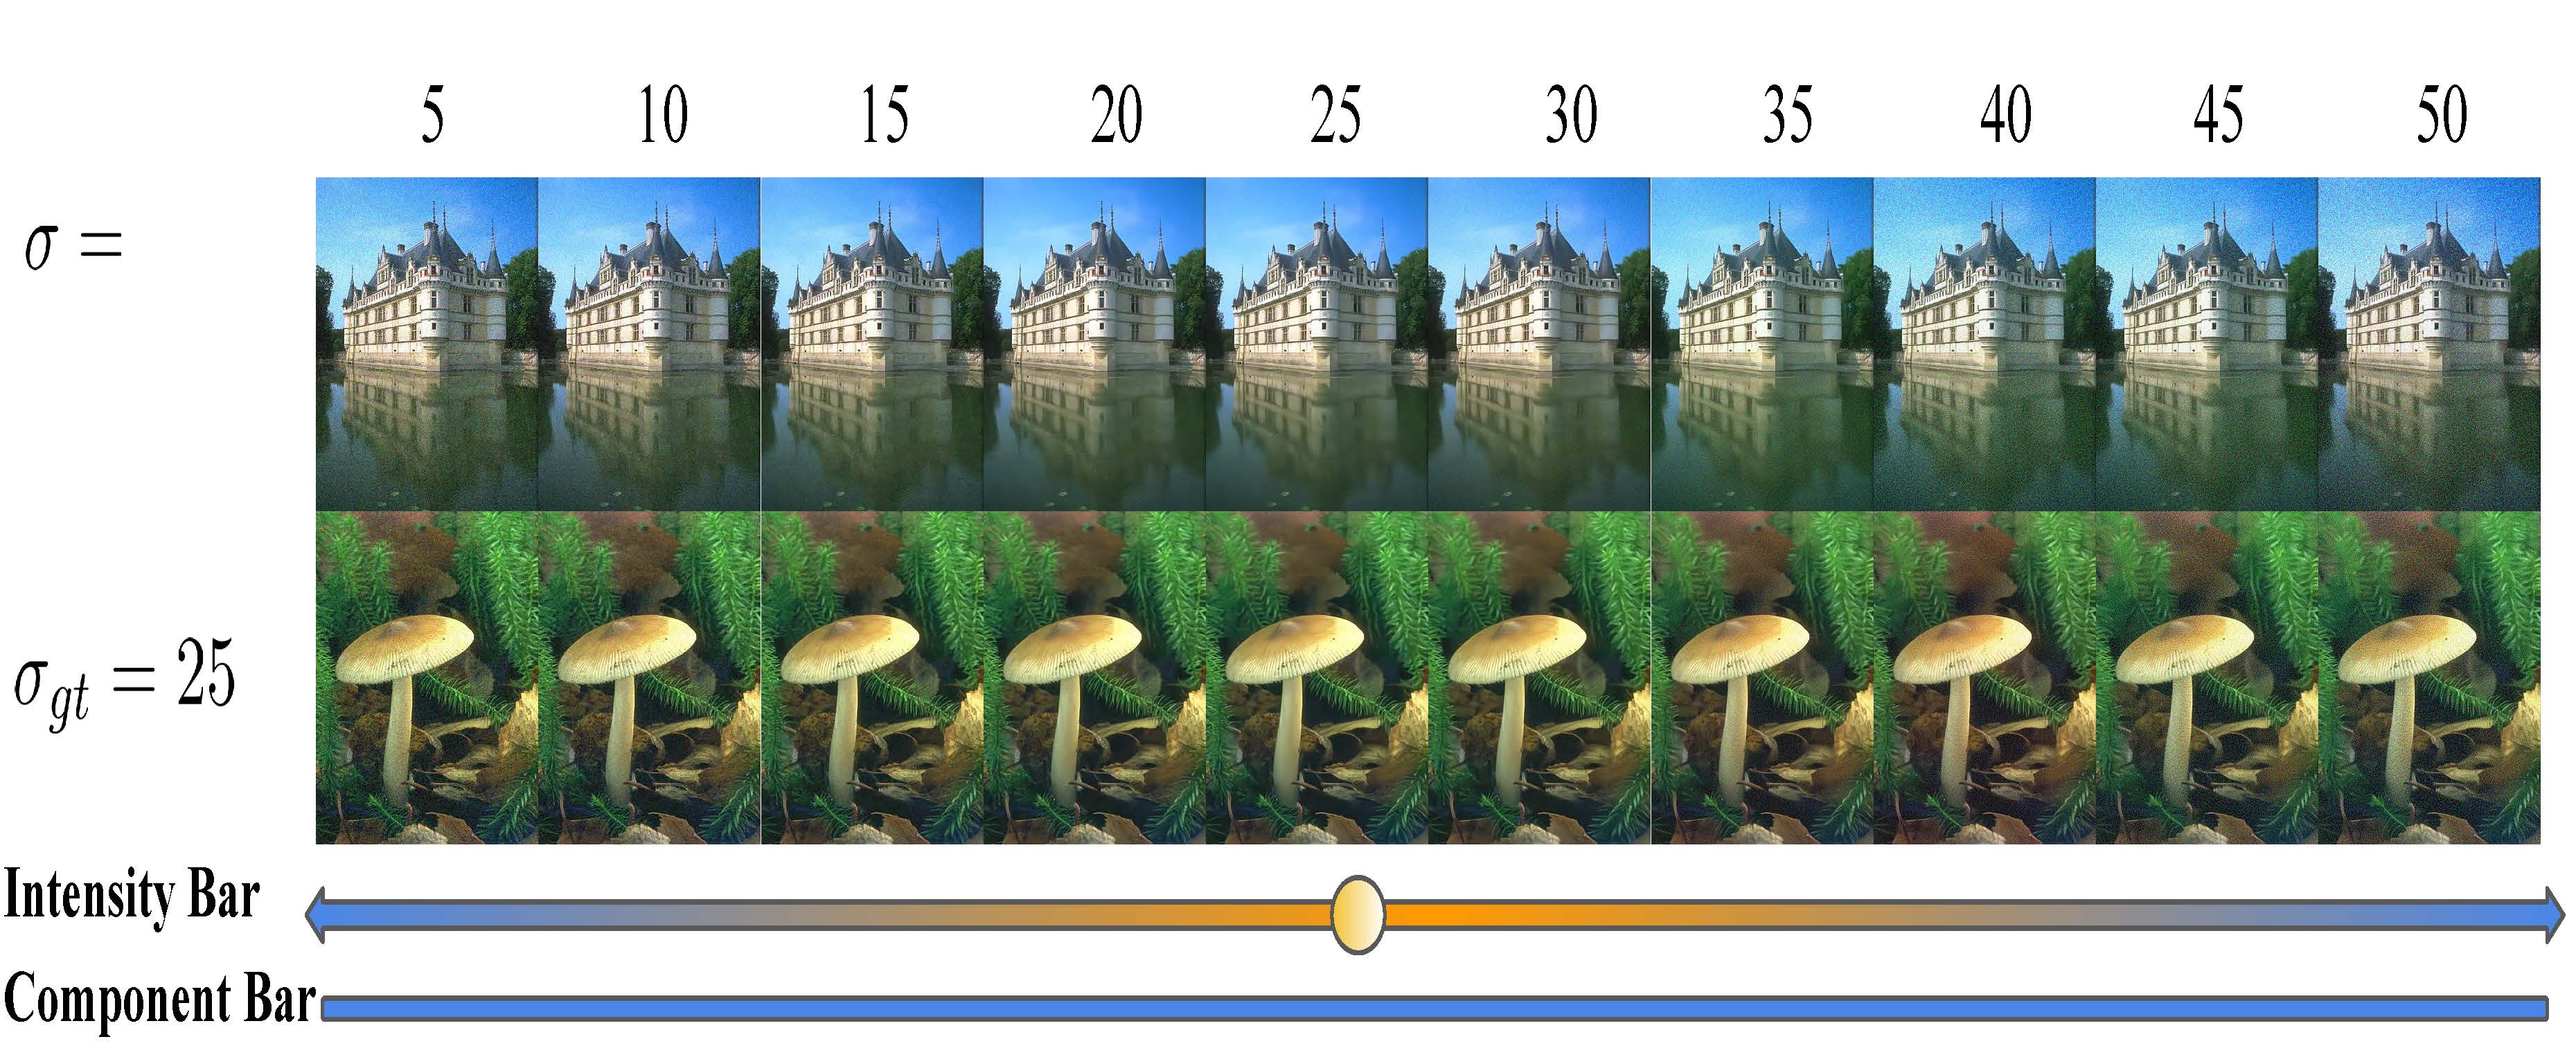 5 10 15 20 25 30 35 40 45 50
σ =
σ_gt = 25
Intensity Bar
Component Bar